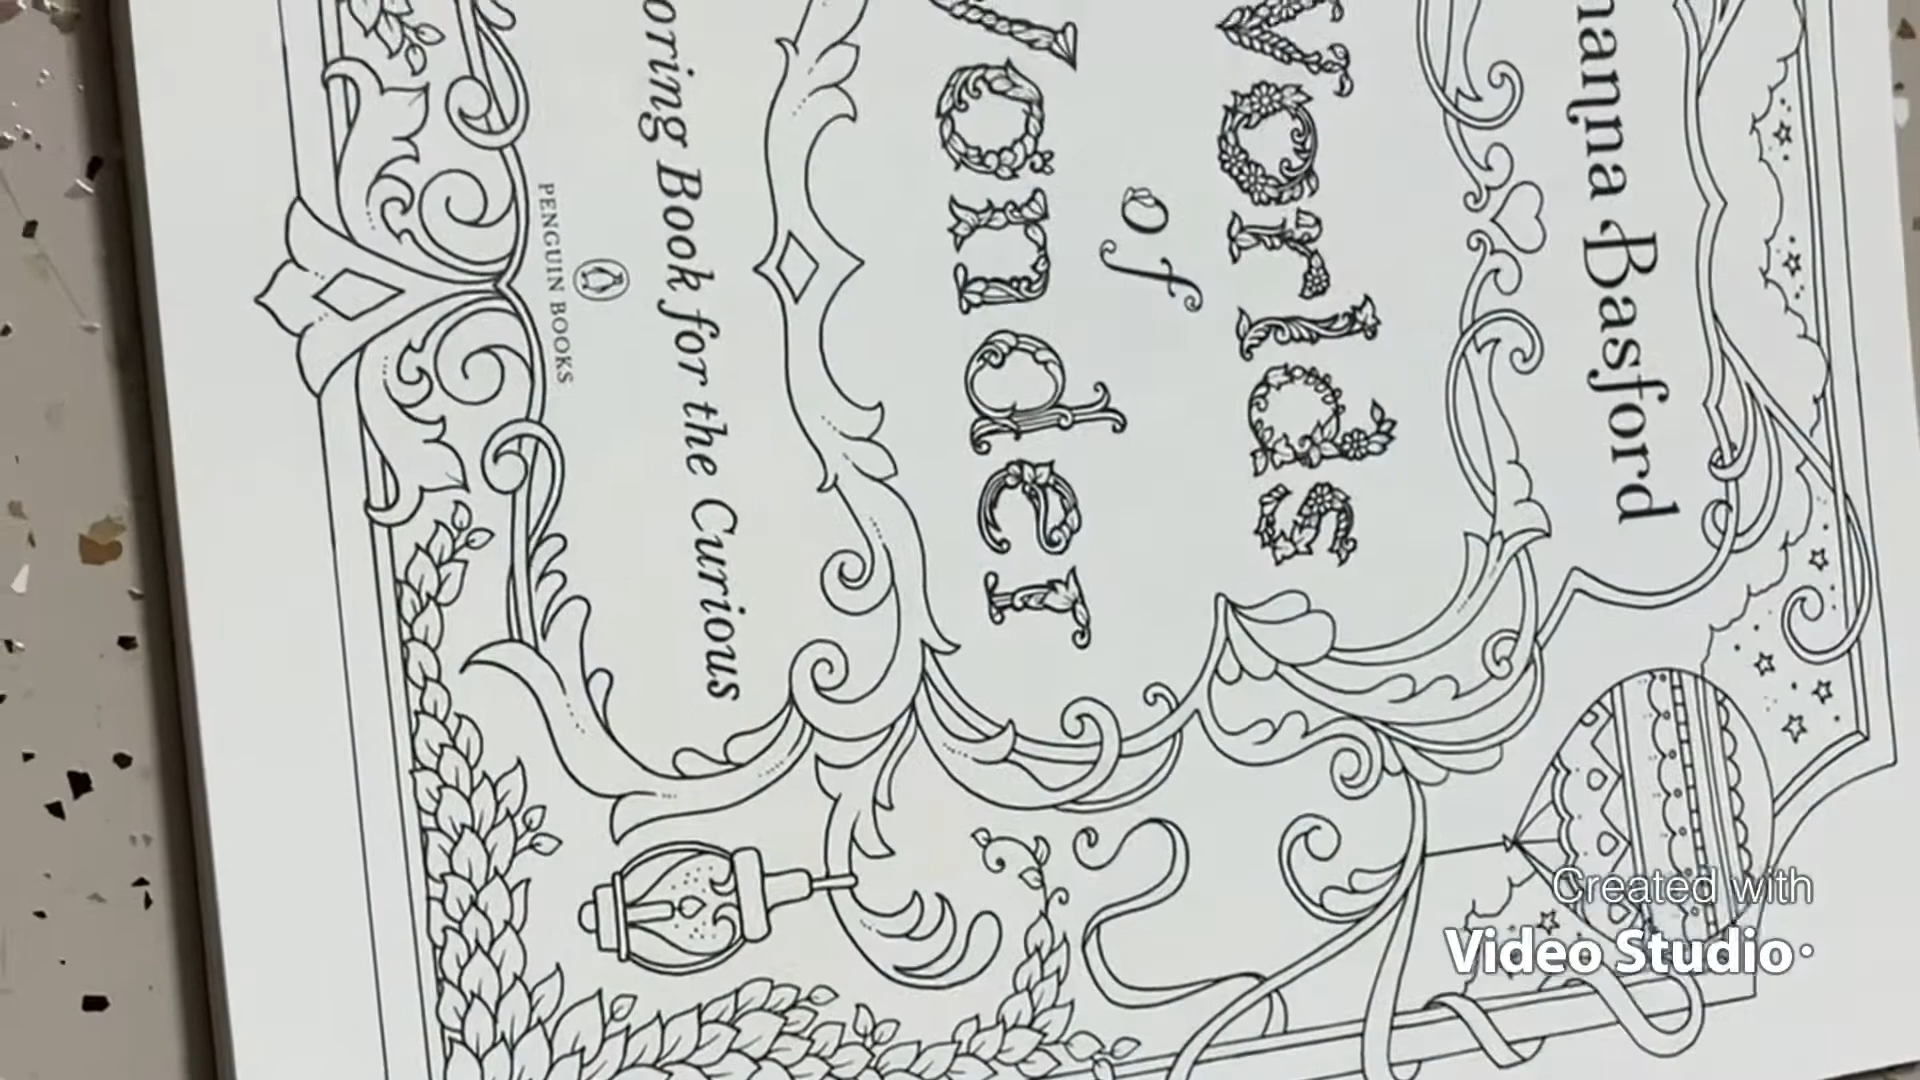 hanna Basford
Worlds
of
Wonder
oring Book for the Curious
PENGUIN BOOKS
Created with
Video Studio